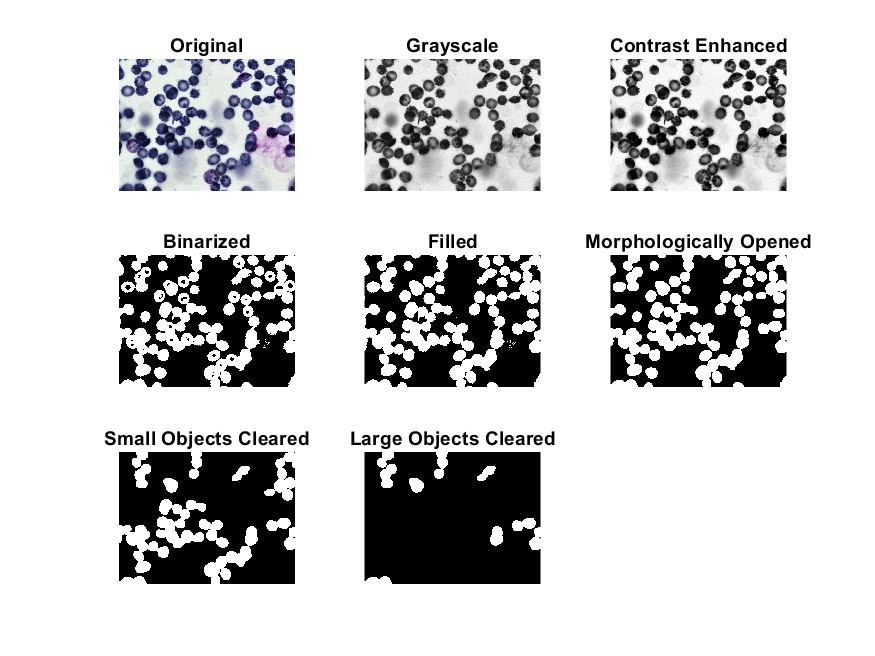 Original
Grayscale
Contrast Enhanced
Binarized
Filled
Morphologically Opened
Small Objects Cleared
Large Objects Cleared